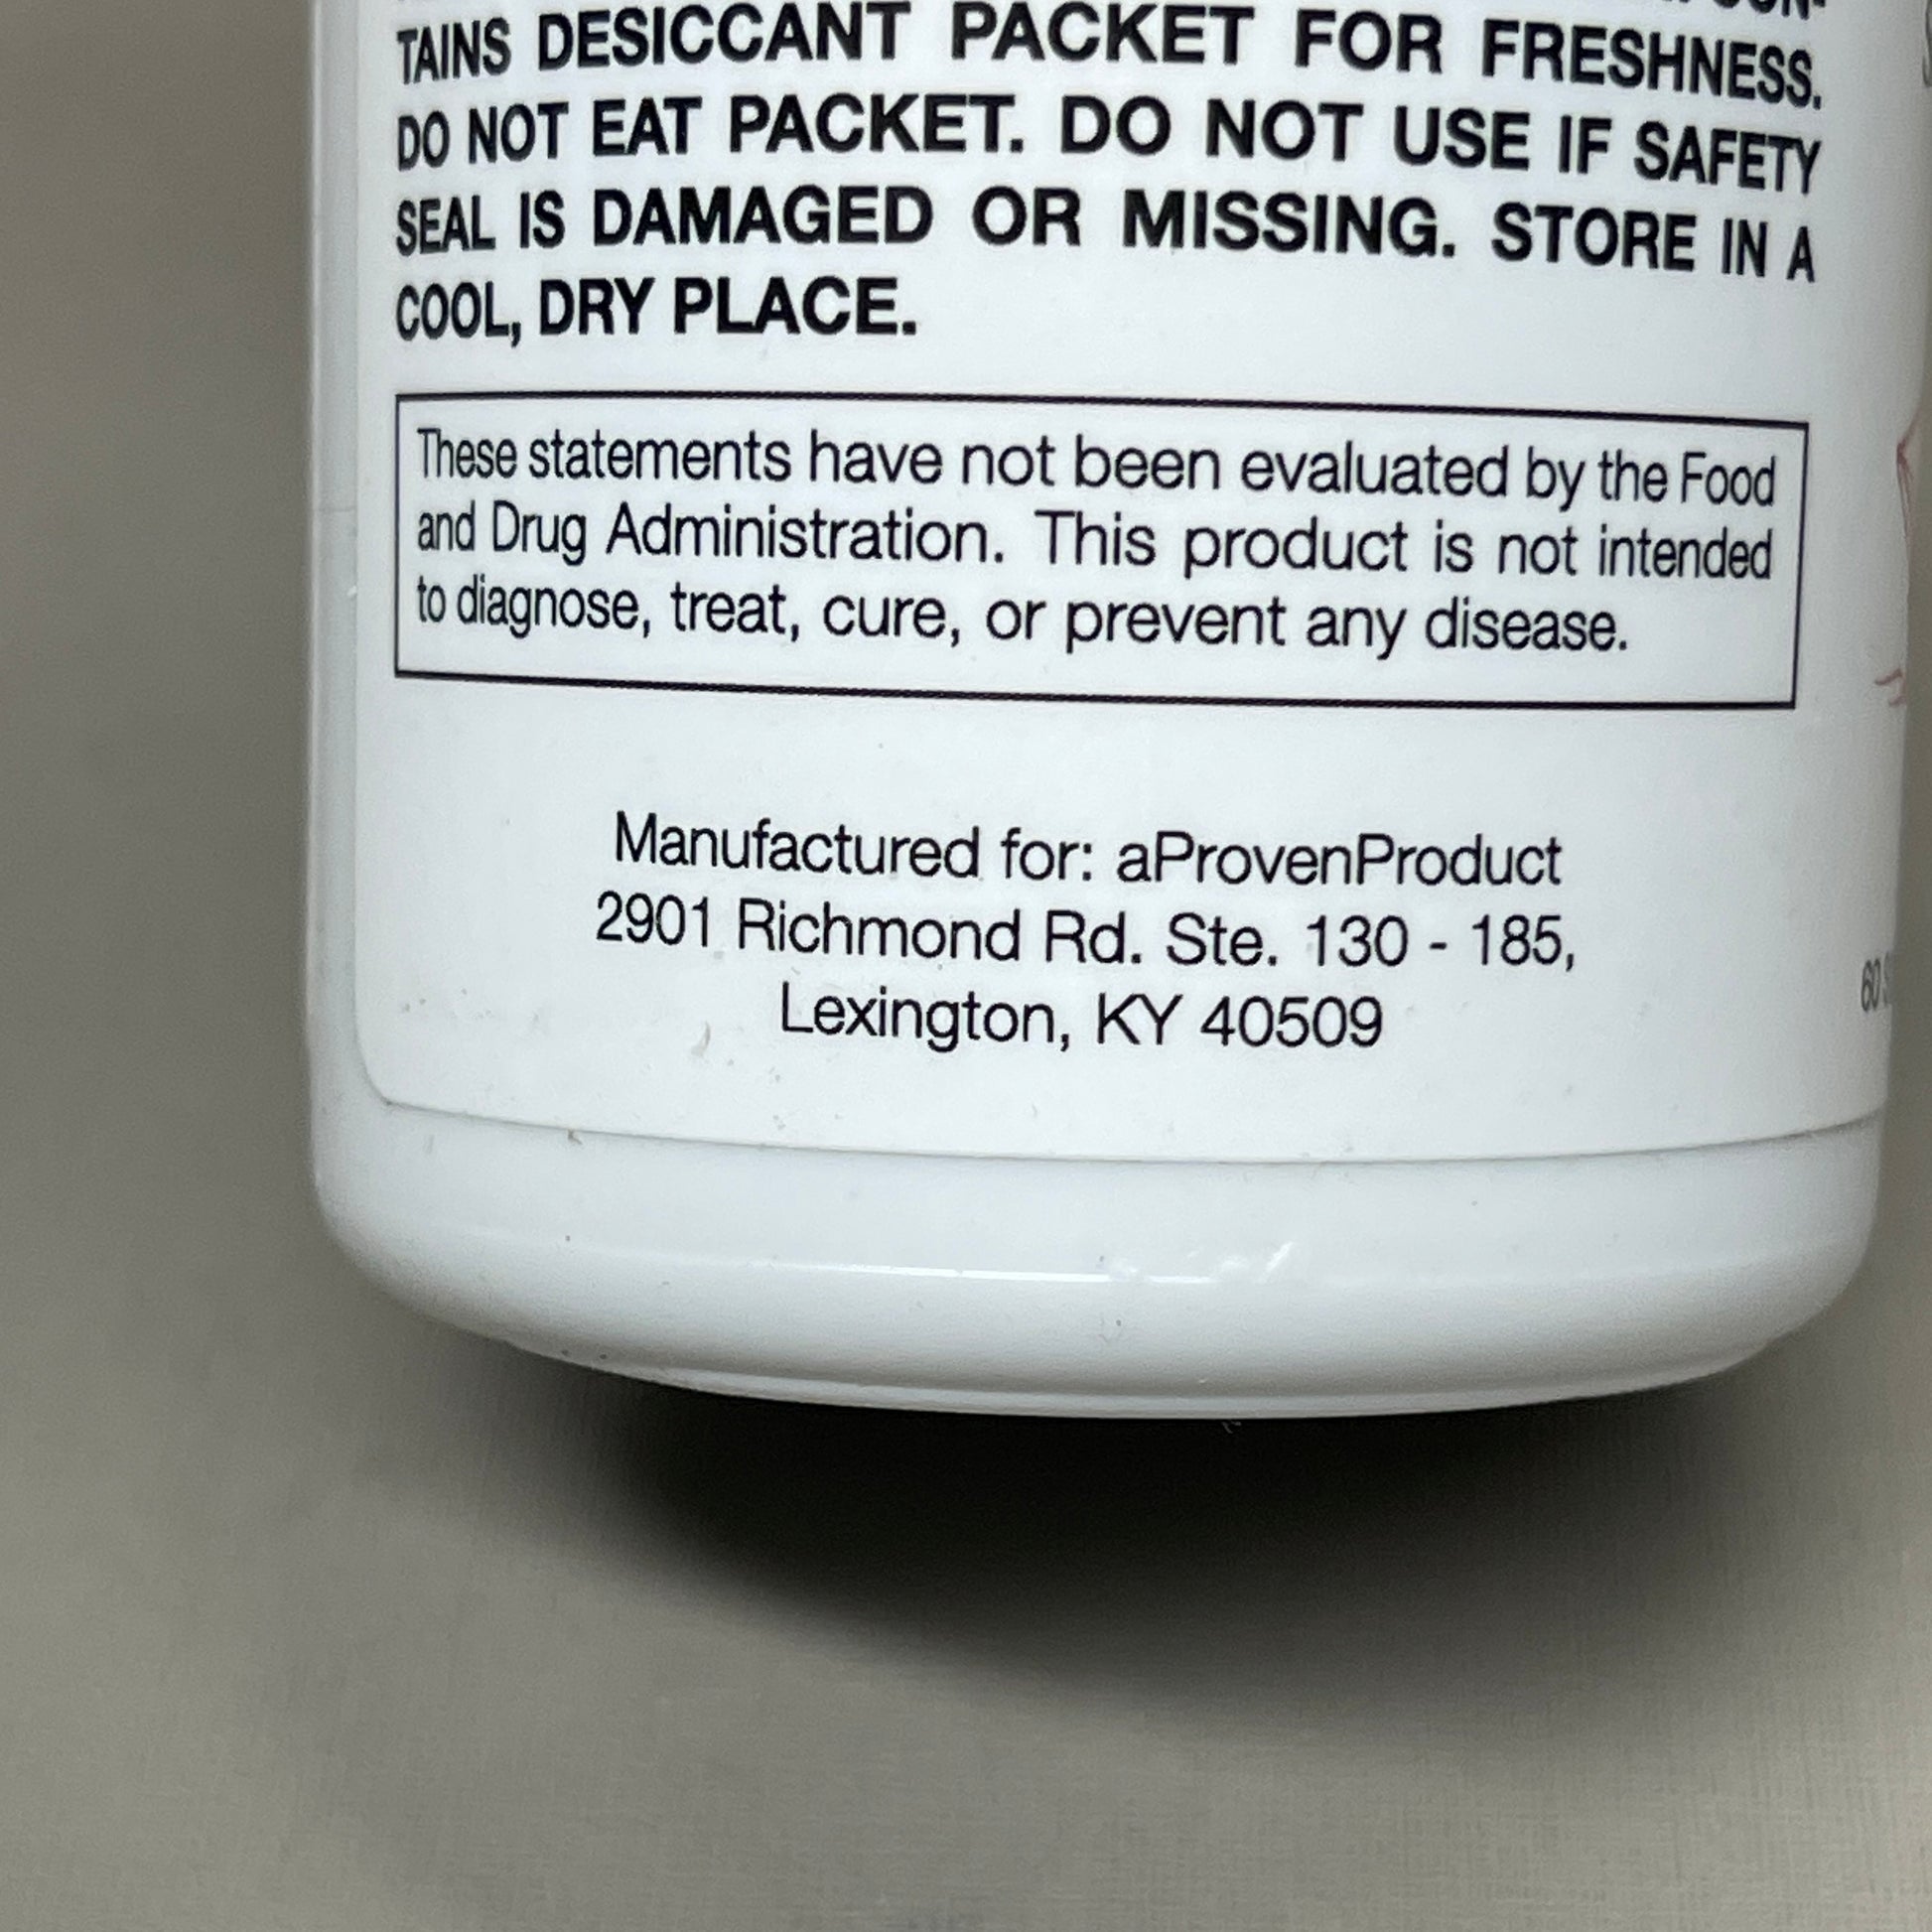 TAINS DESICCANT PACKET FOR FRESHNESS.
DO NOT EAT PACKET. DO NOT USE IF SAFETY
SEAL IS DAMAGED OR MISSING. STORE IN A
COOL, DRY PLACE.
These statements have not been evaluated by the Food
and Drug Administration. This product is not intended
to diagnose, treat, cure, or prevent any disease.
Manufactured for: aProvenProduct
2901 Richmond Rd. Ste. 130 - 185,
Lexington, KY 40509
60